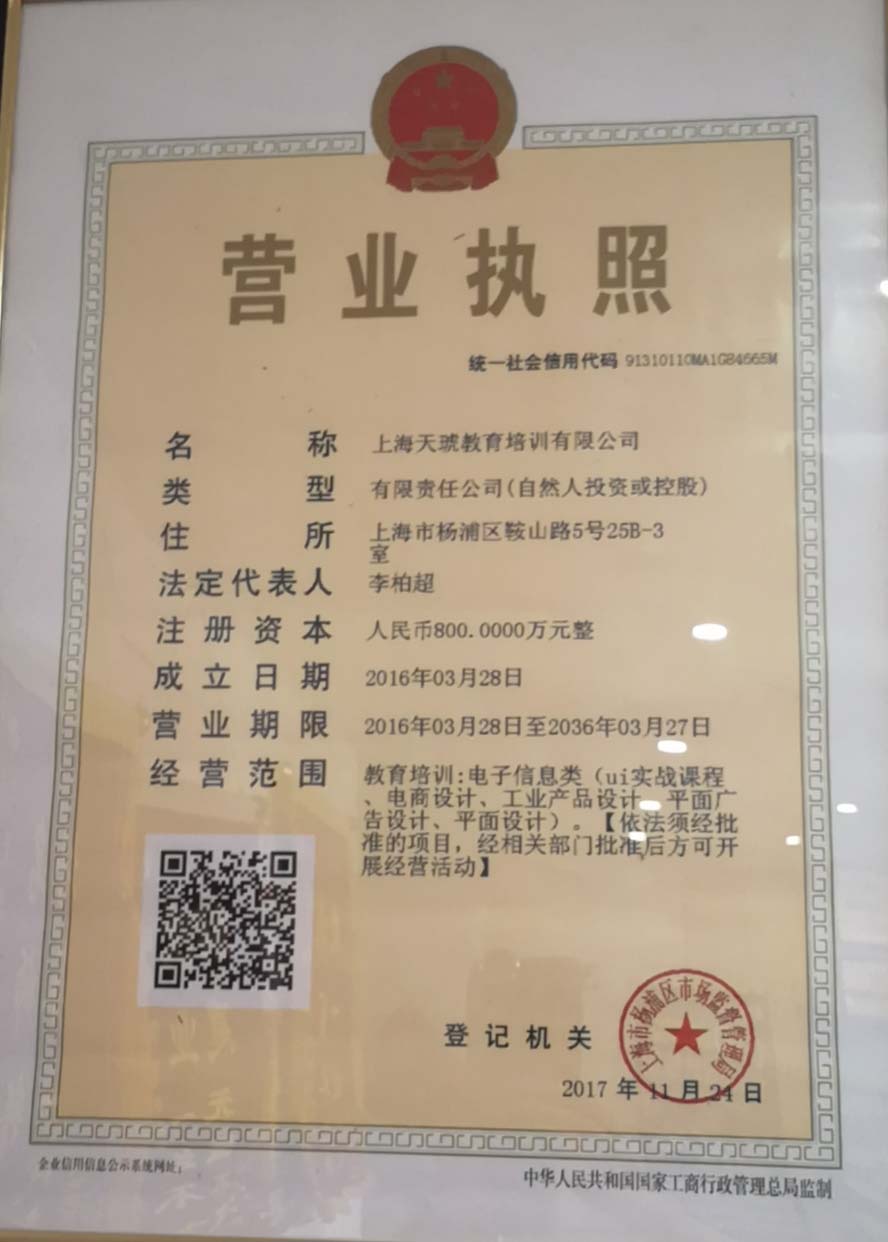 营业执照
统一社会信用代码 91310110MA1G84665M
名称 上海天琥教育培训有限公司
类型 有限责任公司(自然人投资或控股)
住所 上海市杨浦区鞍山路5号25B-3
室
法定代表人 李柏超
注册资本 人民币800.0000万元整
成立日期 2016年03月28日
营业期限 2016年03月28日至2036年03月27日
经营范围 教育培训:电子信息类（ui实战课程
、电商设计、工业产品设计、平面广
告设计、平面设计）。【依法须经批
准的项目，经相关部门批准后方可开
展经营活动】
登记机关
上海市杨浦区市场监督管理局
2017 年 11 月 24 日
企业信用信息公示系统网址：
中华人民共和国国家工商行政管理总局监制